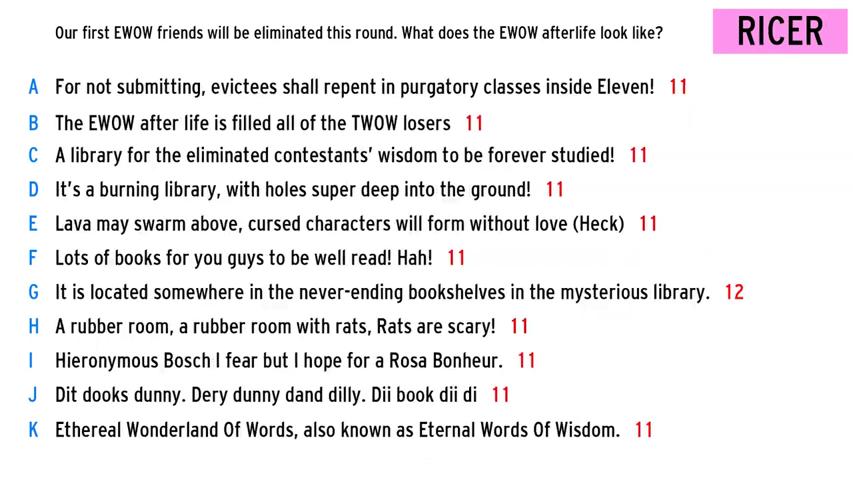 Our first EWOW friends will be eliminated this round. What does the EWOW afterlife look like?
RICER
A For not submitting, evictees shall repent in purgatory classes inside Eleven! 11
B The EWOW after life is filled all of the TWOW losers 11
C A library for the eliminated contestants’ wisdom to be forever studied! 11
D It’s a burning library, with holes super deep into the ground! 11
E Lava may swarm above, cursed characters will form without love (Heck) 11
F Lots of books for you guys to be well read! Hah! 11
G It is located somewhere in the never-ending bookshelves in the mysterious library. 12
H A rubber room, a rubber room with rats, Rats are scary! 11
I Hieronymous Bosch I fear but I hope for a Rosa Bonheur. 11
J Dit dooks dunny. Dery dunny dand dilly. Dii book dii di 11
K Ethereal Wonderland Of Words, also known as Eternal Words Of Wisdom. 11